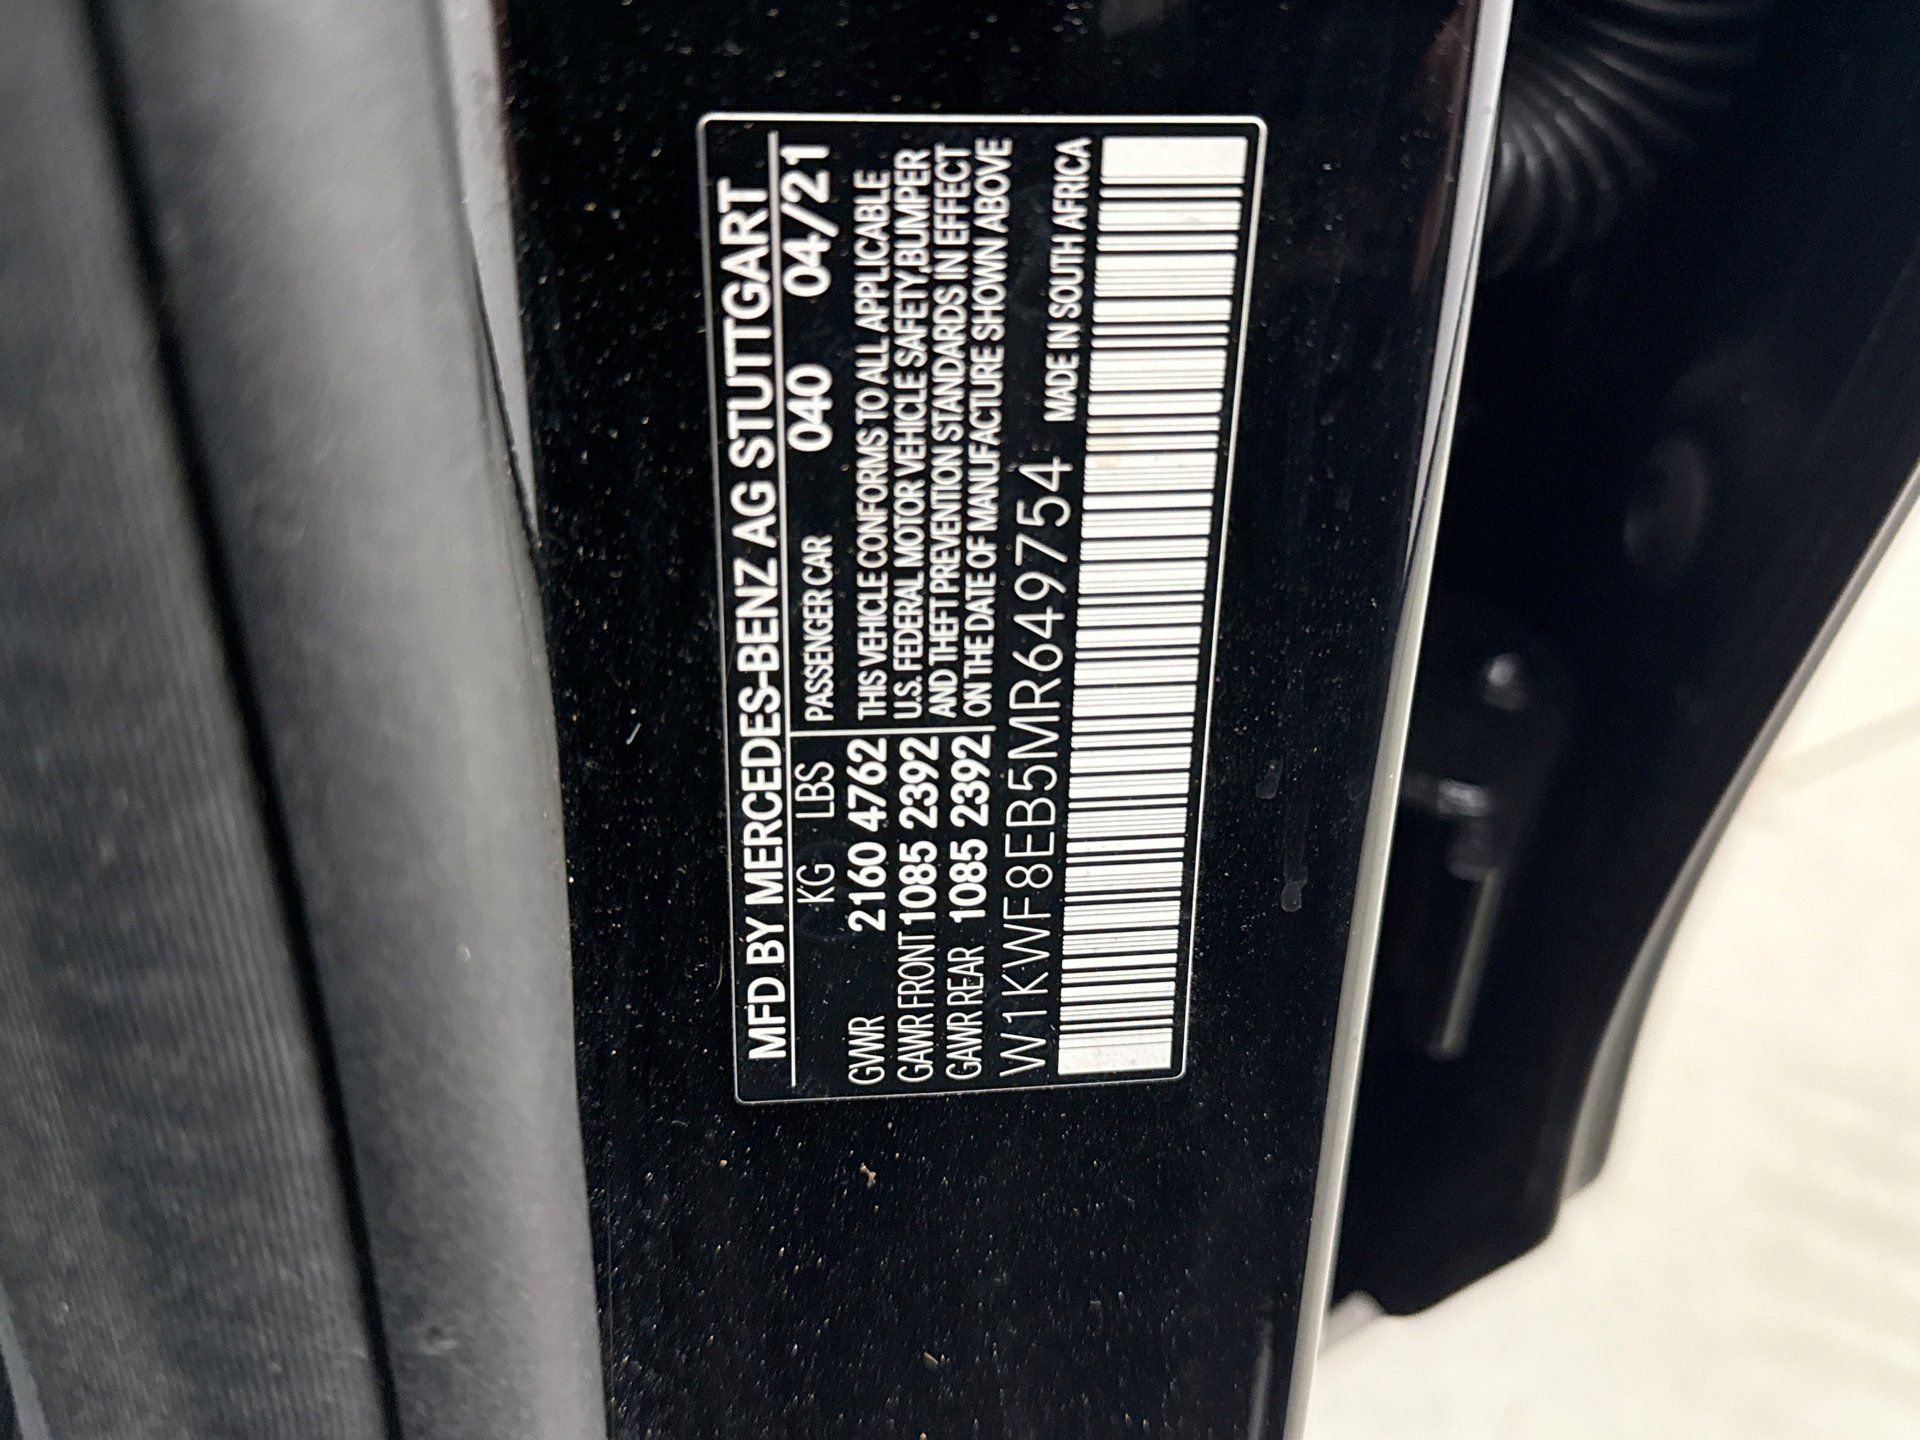 MFD BY MERCEDES-BENZ AG STUTTGART
KG LBS
PASSENGER CAR 040 04/21
GVWR 2160 4762
GAWR FRONT 1085 2392
GAWR REAR 1085 2392
THIS VEHICLE CONFORMS TO ALL APPLICABLE
U.S. FEDERAL MOTOR VEHICLE SAFETY,BUMPER
AND THEFT PREVENTION STANDARDS IN EFFECT
ON THE DATE OF MANUFACTURE SHOWN ABOVE
W1KWF8EB5MR649754 MADE IN SOUTH AFRICA